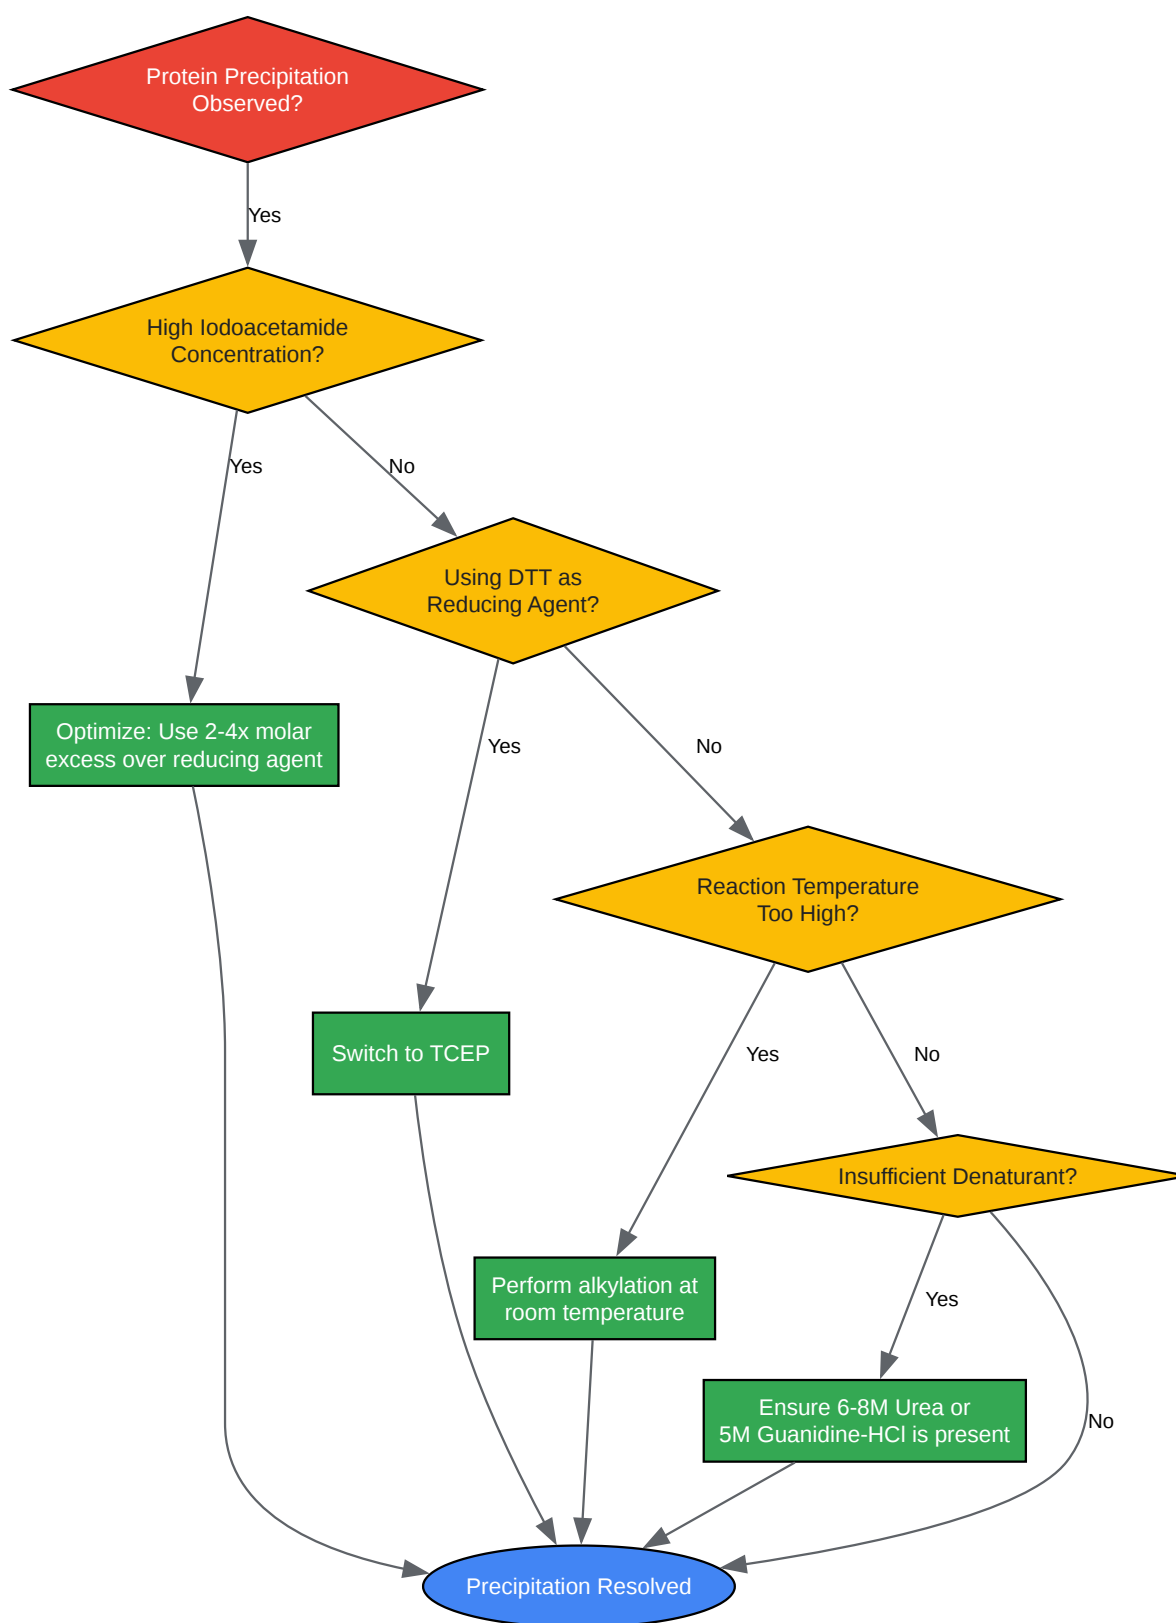 Protein Precipitation
Observed?
Yes
High Iodoacetamide
Concentration?
Yes
No
Using DTT as
Reducing Agent?
Optimize: Use 2-4x molar
excess over reducing agent
Yes
No
Reaction Temperature
Too High?
Switch to TCEP
Yes
No
Insufficient Denaturant?
Perform alkylation at
room temperature
Yes
Ensure 6-8M Urea or
5M Guanidine-HCl is present
No
Precipitation Resolved